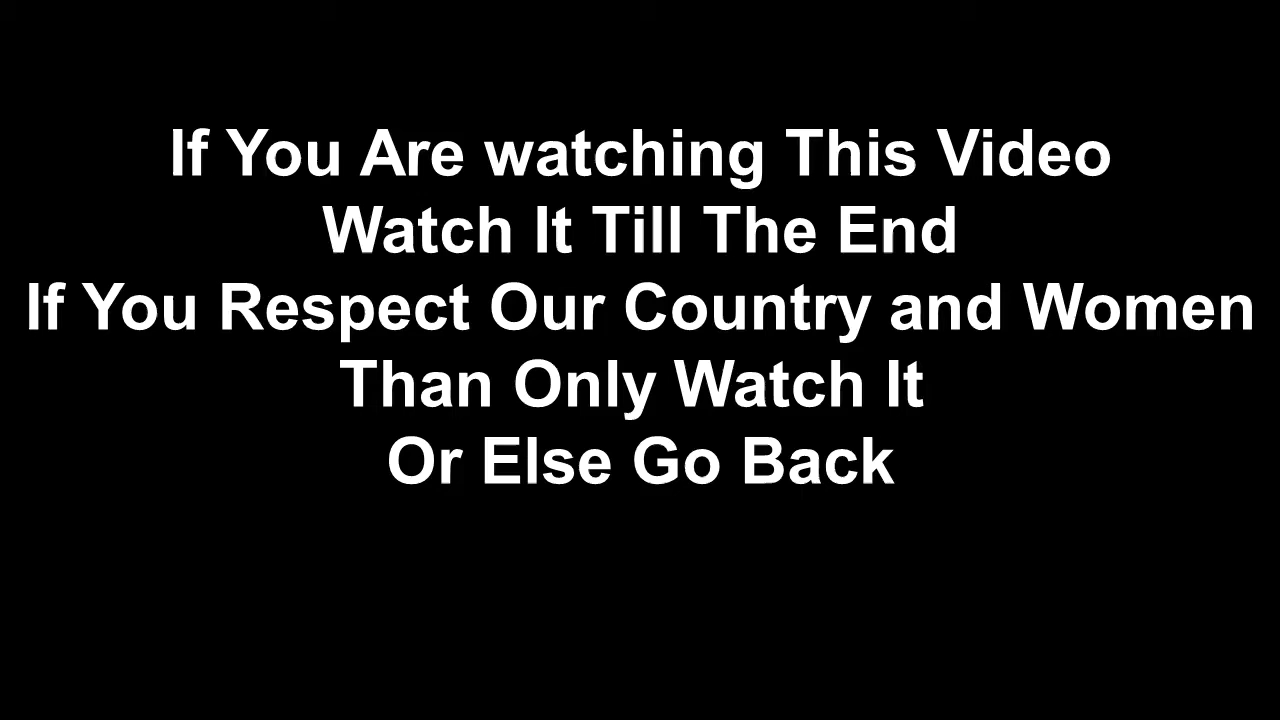 If You Are watching This Video
Watch It Till The End
If You Respect Our Country and Women
Than Only Watch It
Or Else Go Back